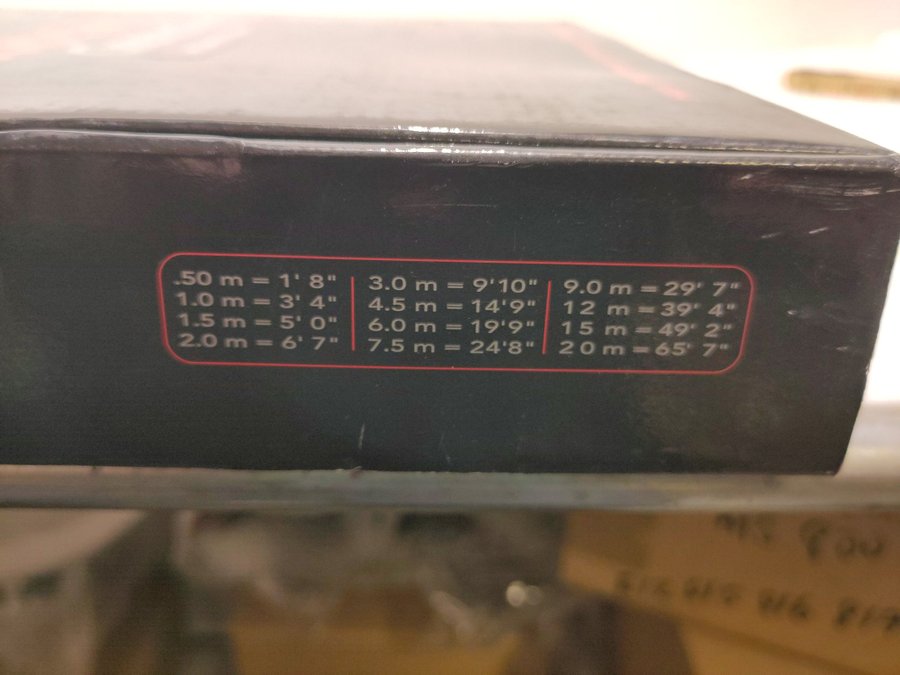 .50 m = 1' 8"
1.0 m = 3' 4"
1.5 m = 5' 0"
2.0 m = 6' 7"
3.0 m = 9'10"
4.5 m = 14'9"
6.0 m = 19'9"
7.5 m = 24'8"
9.0 m = 29' 7"
12 m = 39' 4"
15 m = 49' 2"
20 m = 65' 7"